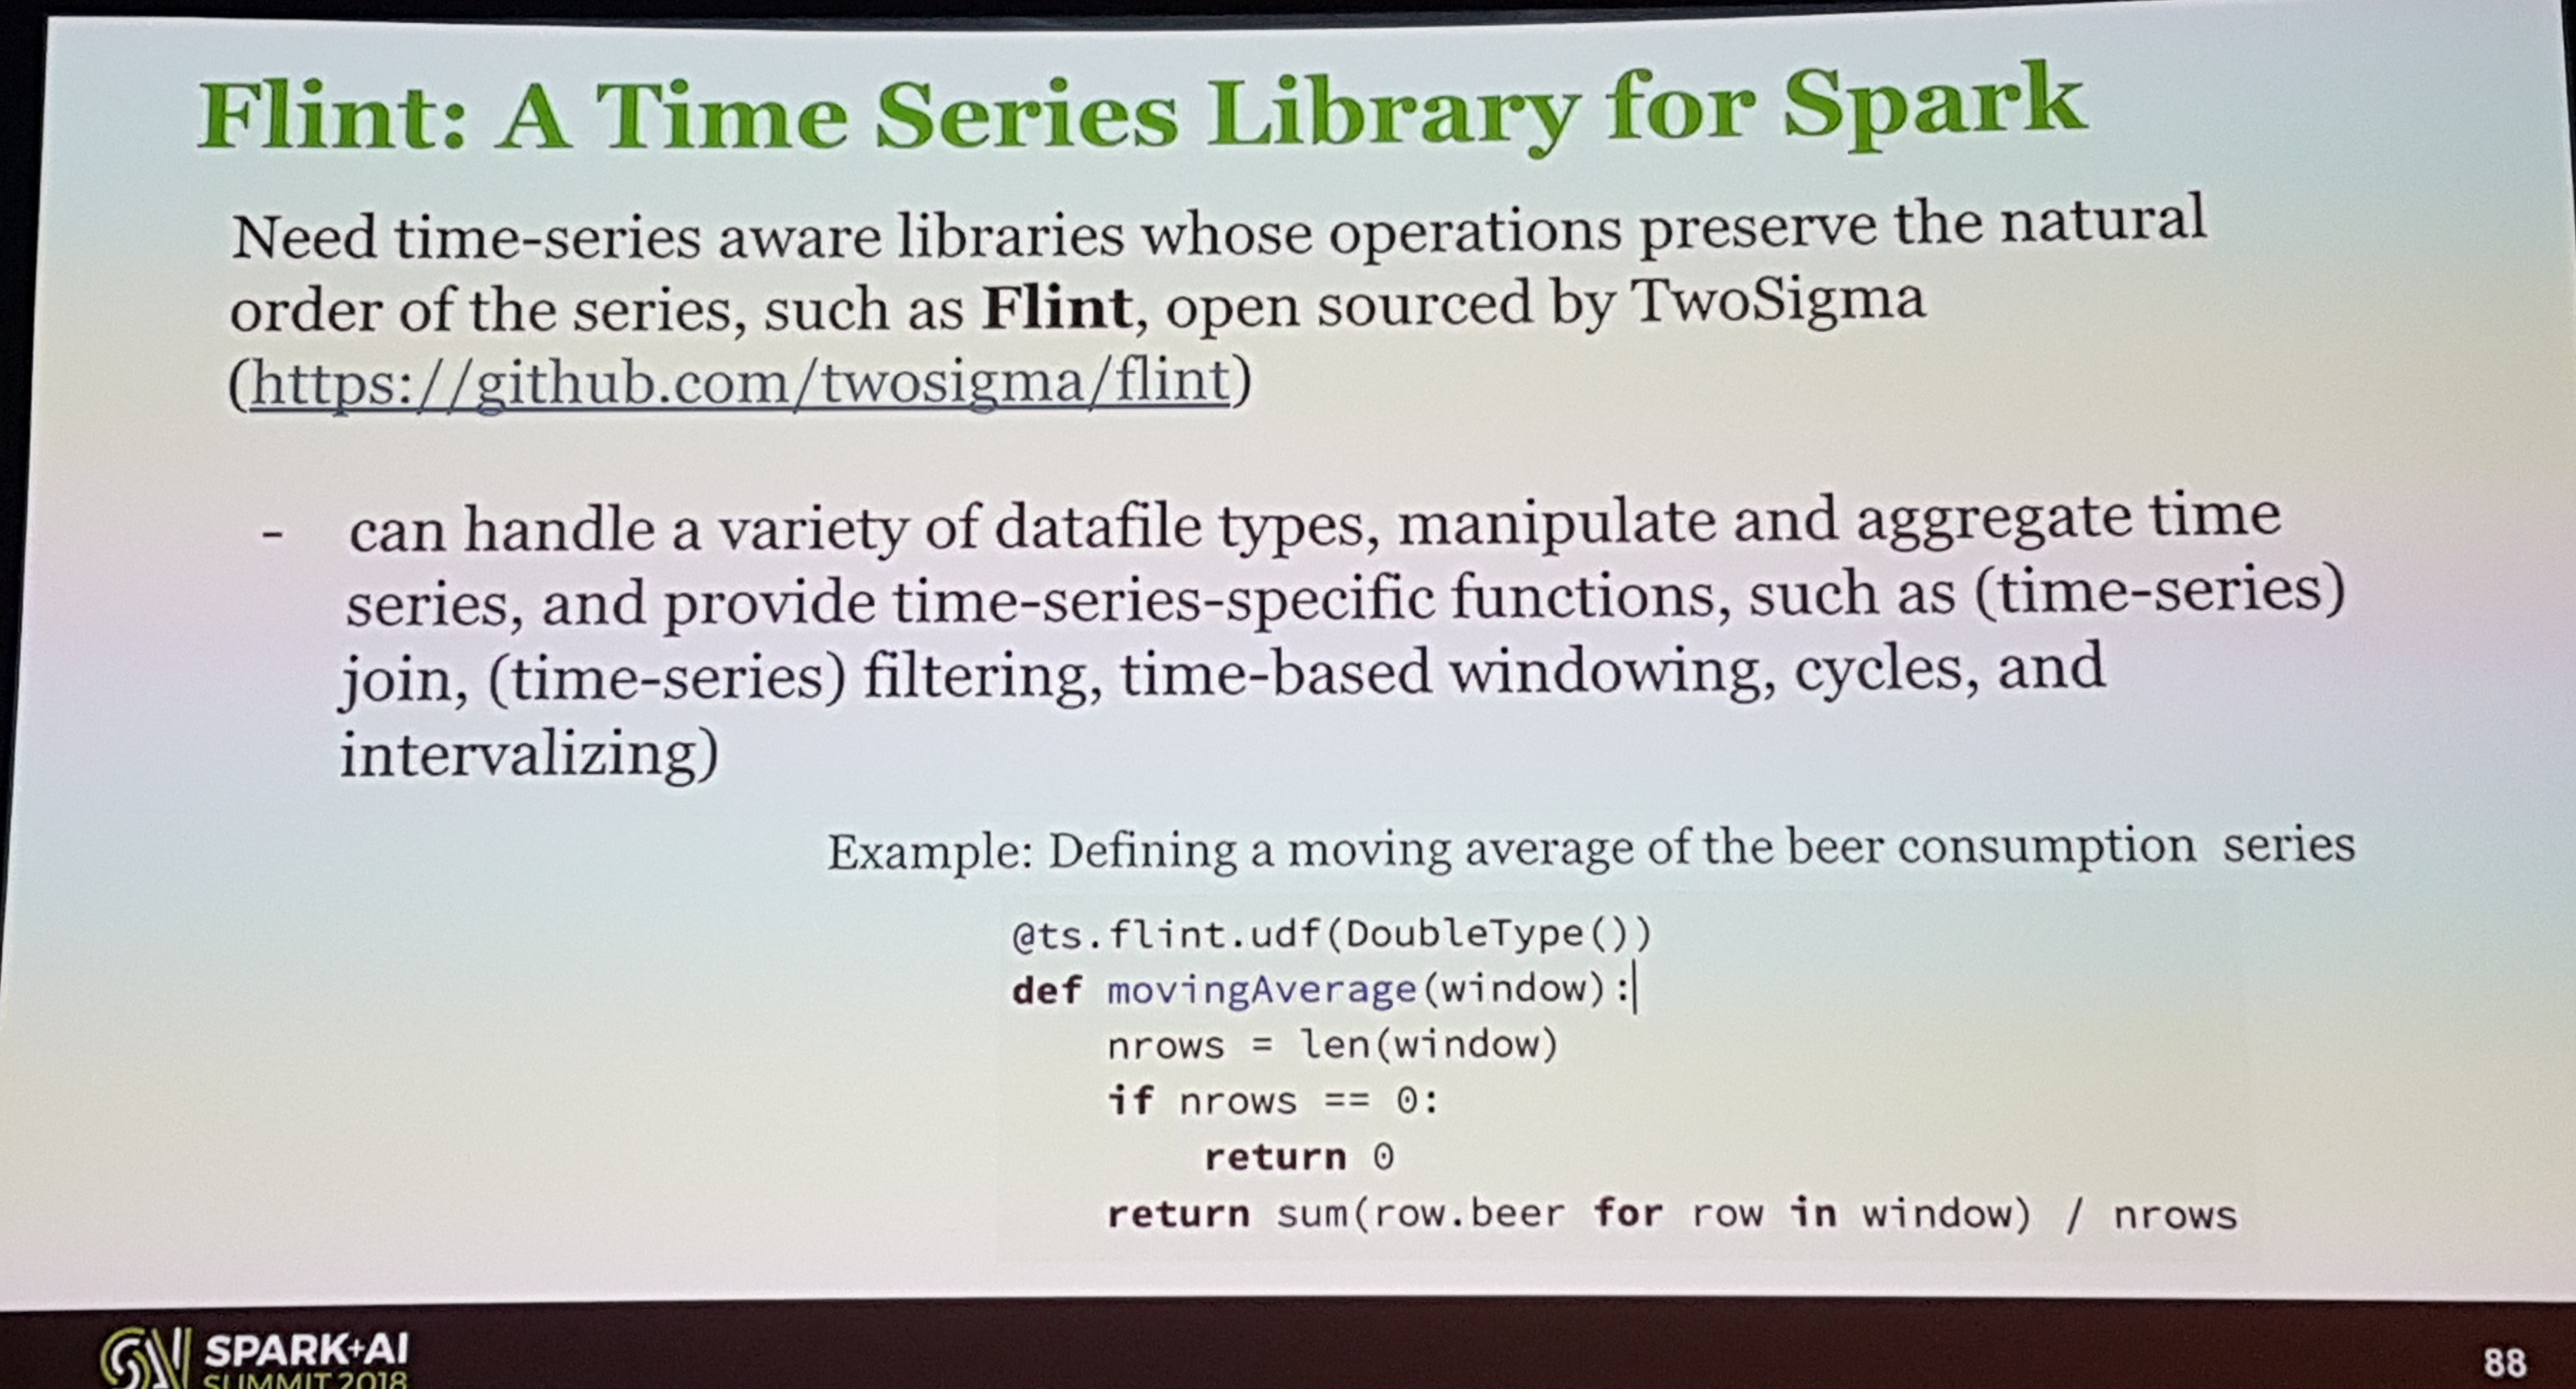 Flint: A Time Series Library for Spark
Need time-series aware libraries whose operations preserve the natural
order of the series, such as Flint, open sourced by TwoSigma
(https://github.com/twosigma/flint)
- can handle a variety of datafile types, manipulate and aggregate time
series, and provide time-series-specific functions, such as (time-series)
join, (time-series) filtering, time-based windowing, cycles, and
intervalizing)
Example: Defining a moving average of the beer consumption series
@ts.flint.udf(DoubleType())
def movingAverage(window):
    nrows = len(window)
    if nrows == 0:
        return 0
    return sum(row.beer for row in window) / nrows
SPARK+AI
SUMMIT 2018
88